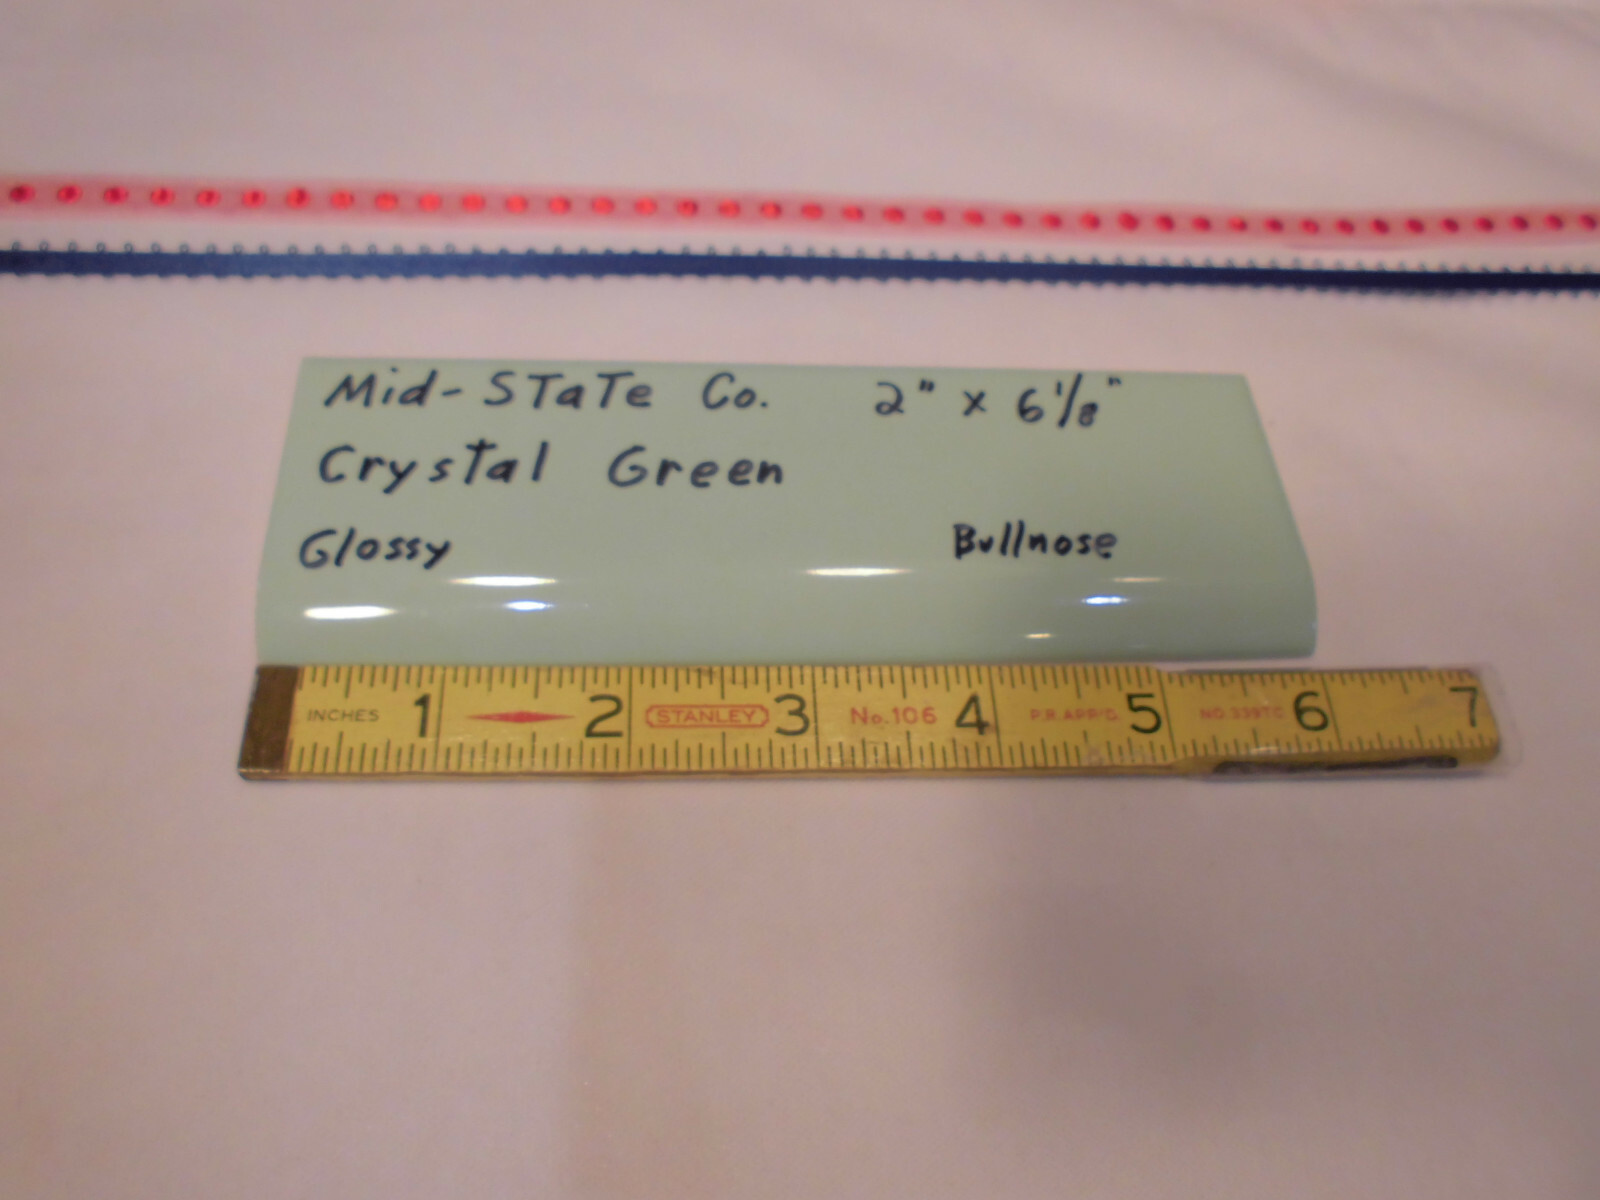 Mid-STaTe Co. 2" x 6 1/8"
Crystal Green
Glossy Bullnose
INCHES 1 2 STANLEY 3 No.106 4 P.R.APP'D. 5 6 7